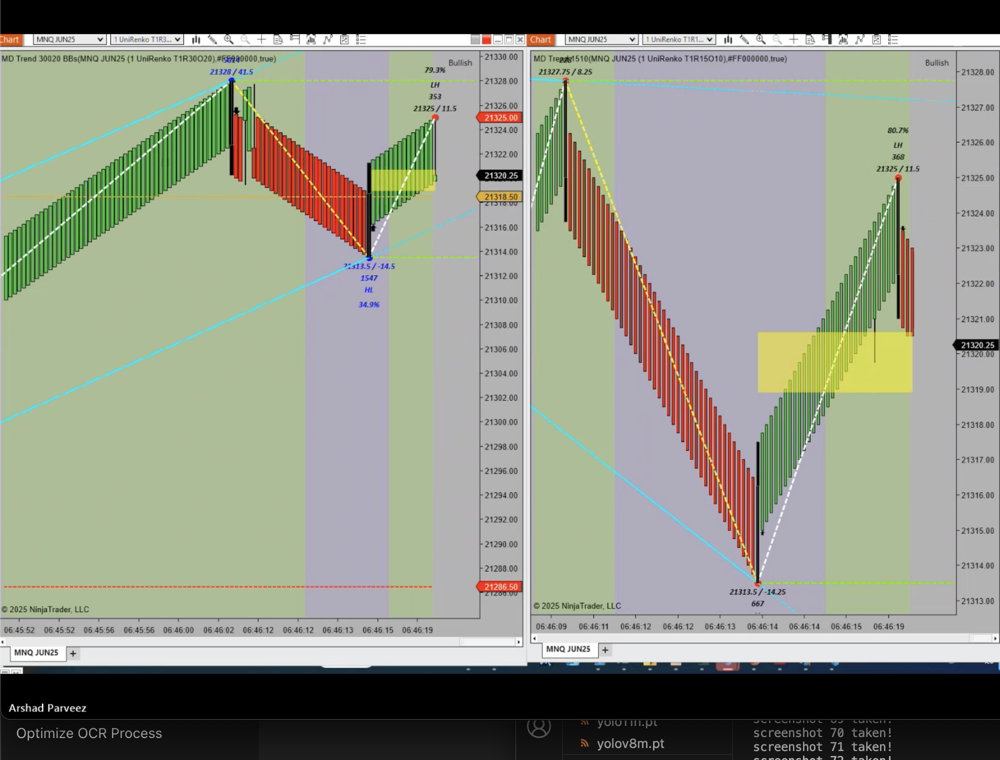 Chart
MNQ JUN25
1 UniRenko T1R3...
MD Trend 30020 BBs(MNQ JUN25 (1 UniRenko T1R30O20),#FF000000,true)
Bullish
21328 / 41.5
79.3%
LH
353
21325 / 11.5
21313.5 / -14.5
1547
HL
34.9%
21330.00
21328.00
21326.00
21325.00
21324.00
21322.00
21320.25
21318.50
21316.00
21314.00
21312.00
21310.00
21308.00
21306.00
21304.00
21302.00
21300.00
21298.00
21296.00
21294.00
21292.00
21290.00
21288.00
21286.50
© 2025 NinjaTrader, LLC
06:45:52 06:45:52 06:45:56 06:45:56 06:46:00 06:46:02 06:46:12 06:46:13 06:46:15 06:46:19
MNQ JUN25 +
Chart
MNQ JUN25
1 UniRenko T1R1...
(MNQ JUN25 (1 UniRenko T1R15O10),#FF000000,true)
Bullish
21327.75 / 8.25
80.7%
LH
368
21325 / 11.5
21313.5 / -14.25
667
21328.00
21327.00
21326.00
21325.00
21324.00
21323.00
21322.00
21321.00
21320.25
21320.00
21319.00
21318.00
21317.00
21316.00
21315.00
21314.00
21313.00
© 2025 NinjaTrader, LLC
06:46:09 06:46:11 06:46:12 06:46:12 06:46:13 06:46:14 06:46:14 06:46:15 06:46:19
MNQ JUN25 +
Arshad Parveez
Optimize OCR Process
yolo11n.pt
yolov8m.pt
screenshot 70 taken!
screenshot 71 taken!